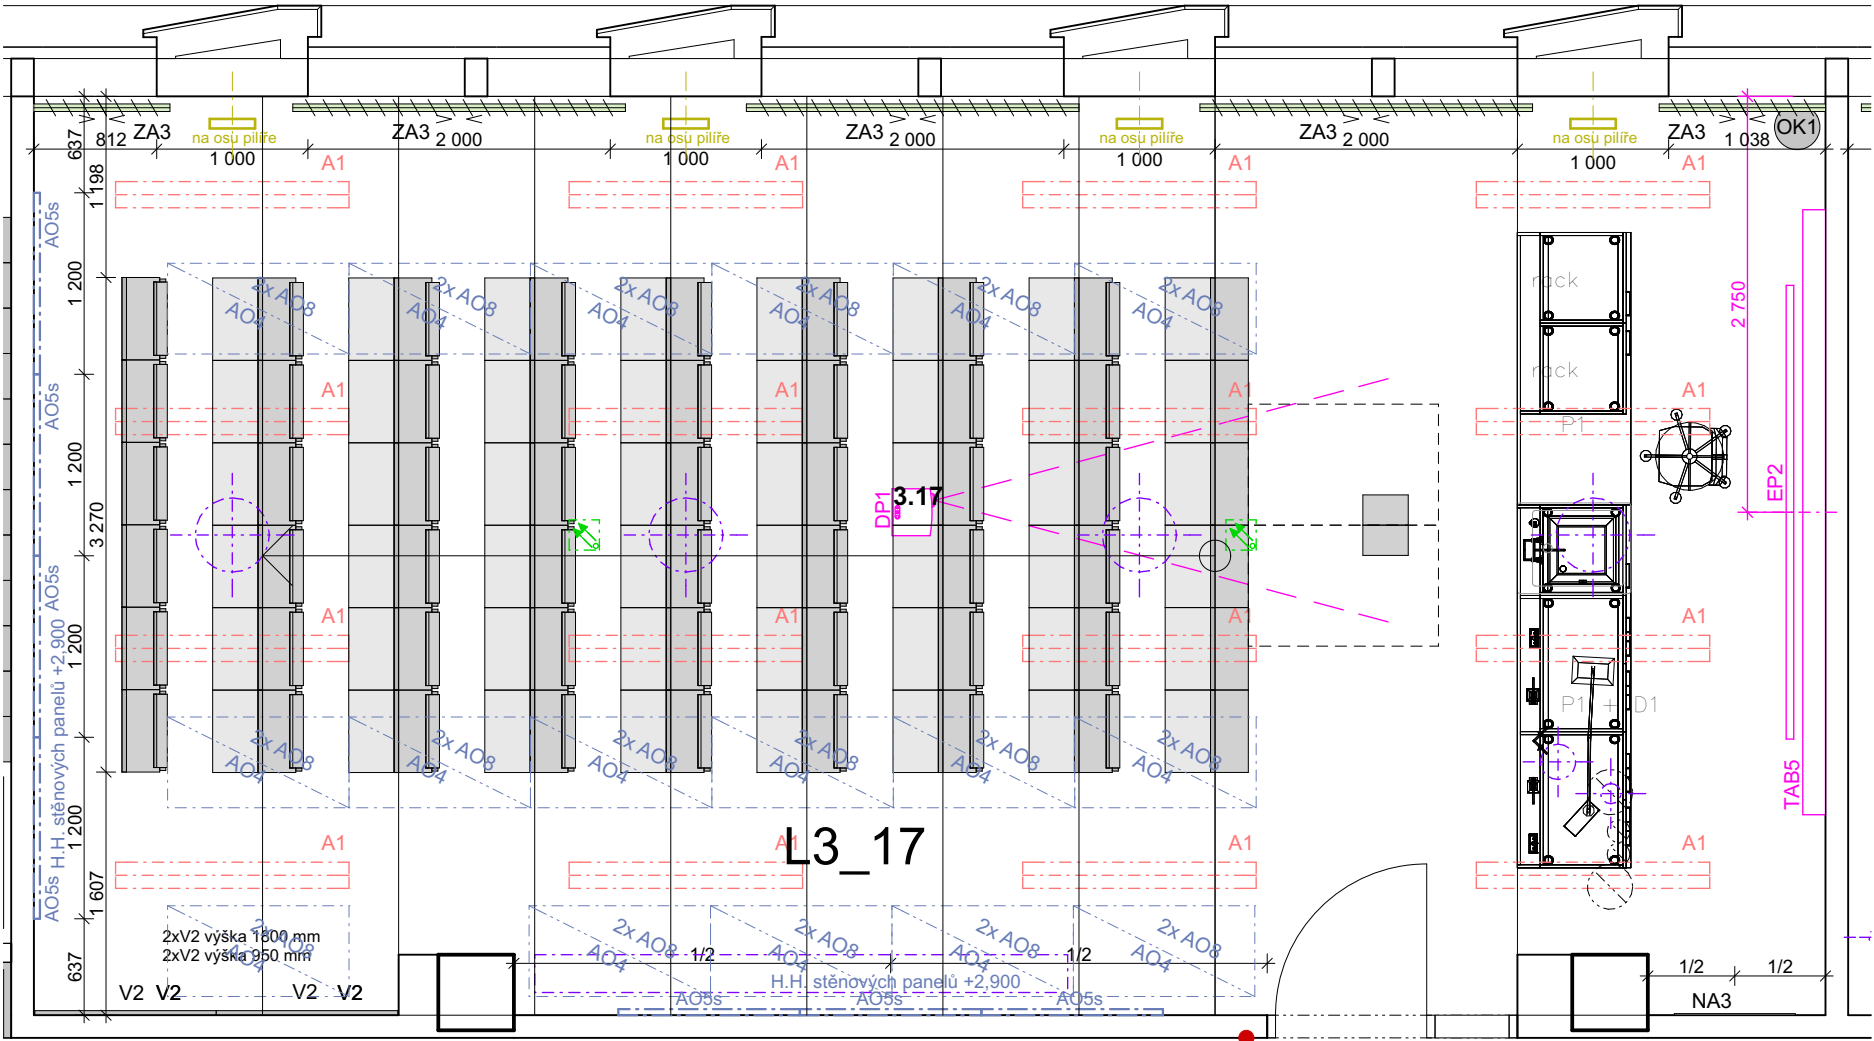 637
812
ZA3
na osu pilíře
1 000
ZA3
2 000
na osu pilíře
1 000
ZA3
2 000
na osu pilíře
1 000
ZA3
2 000
na osu pilíře
1 000
ZA3
1 038
OK1
A1
A1
A1
A1
1 198
AO5s
1 200
2x AO8
AO4
2x AO8
AO4
2x AO8
AO4
2x AO8
AO4
2x AO8
AO4
2x AO8
AO4
rack
2 750
rack
AO5s
A1
A1
A1
A1
P1
1 200
3 270
DP1
3.17
EP2
AO5s
1 200
A1
A1
A1
A1
P1 + D1
H.H. stěnových panelů +2,900
2x AO8
AO4
2x AO8
AO4
2x AO8
AO4
2x AO8
AO4
2x AO8
AO4
2x AO8
AO4
TAB5
1 200
A1
A1
L3_17
A1
A1
AO5s
1 607
2xV2 výška 1800 mm
2xV2 výška 950 mm
2x AO8
AO4
2x AO8
AO4
2x AO8
AO4
2x AO8
AO4
2x AO8
AO4
1/2
1/2
1/2
1/2
637
H.H. stěnových panelů +2,900
V2
V2
V2
V2
AO5s
AO5s
AO5s
NA3